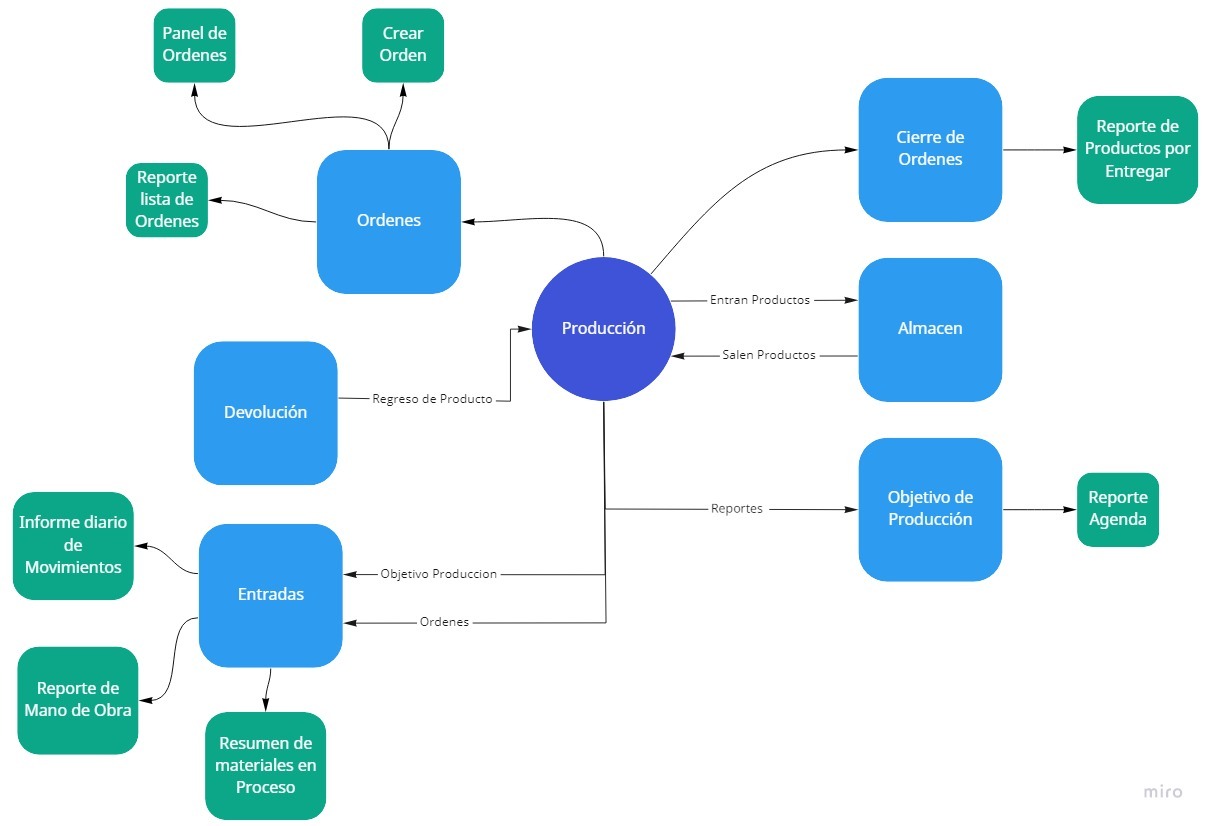 Panel de
Ordenes
Crear
Orden
Reporte
lista de
Ordenes
Ordenes
Cierre de
Ordenes
Reporte de
Productos por
Entregar
Producción
Entran Productos
Salen Productos
Almacen
Devolución
Regreso de Producto
Reportes
Objetivo de
Producción
Reporte
Agenda
Informe diario
de
Movimientos
Entradas
Objetivo Produccion
Ordenes
Reporte de
Mano de Obra
Resumen de
materiales en
Proceso
miro